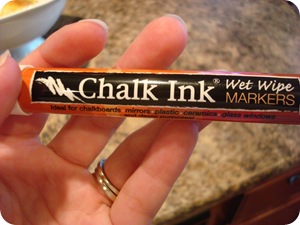 Chalk Ink® Wet Wipe
MARKERS
Ideal for chalkboards, mirrors, plastic, ceramics, glass windows